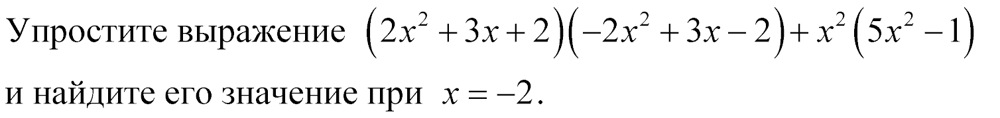 Упростите выражение (2x² + 3x + 2)(−2x² + 3x − 2) + x²(5x² − 1)
и найдите его значение при x = −2.